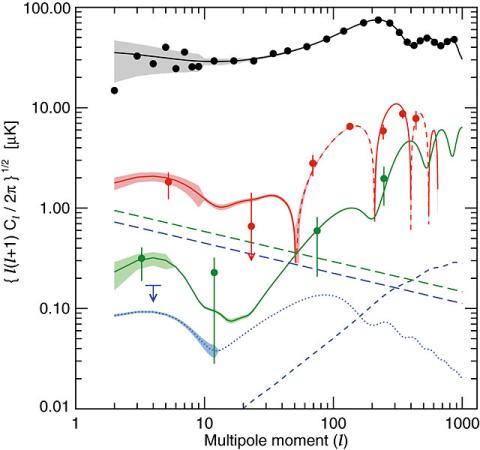 100.00
10.00
1.00
0.10
0.01
{ l(l+1) Cl / 2π }1/2 [μK]
1 10 100 1000
Multipole moment (l)